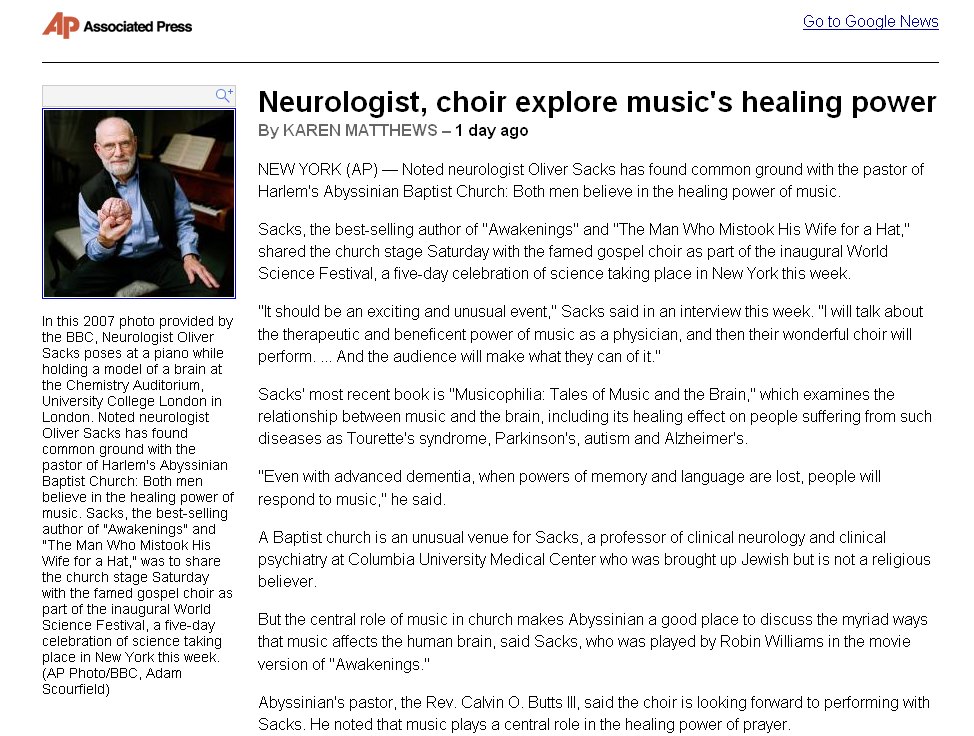 AP Associated Press
Go to Google News
Neurologist, choir explore music's healing power
By KAREN MATTHEWS – 1 day ago
NEW YORK (AP) — Noted neurologist Oliver Sacks has found common ground with the pastor of
Harlem's Abyssinian Baptist Church: Both men believe in the healing power of music.
Sacks, the best-selling author of "Awakenings" and "The Man Who Mistook His Wife for a Hat,"
shared the church stage Saturday with the famed gospel choir as part of the inaugural World
Science Festival, a five-day celebration of science taking place in New York this week.
"It should be an exciting and unusual event," Sacks said in an interview this week. "I will talk about
the therapeutic and beneficent power of music as a physician, and then their wonderful choir will
perform. ... And the audience will make what they can of it."
Sacks' most recent book is "Musicophilia: Tales of Music and the Brain," which examines the
relationship between music and the brain, including its healing effect on people suffering from such
diseases as Tourette's syndrome, Parkinson's, autism and Alzheimer's.
"Even with advanced dementia, when powers of memory and language are lost, people will
respond to music," he said.
A Baptist church is an unusual venue for Sacks, a professor of clinical neurology and clinical
psychiatry at Columbia University Medical Center who was brought up Jewish but is not a religious
believer.
But the central role of music in church makes Abyssinian a good place to discuss the myriad ways
that music affects the human brain, said Sacks, who was played by Robin Williams in the movie
version of "Awakenings."
Abyssinian's pastor, the Rev. Calvin O. Butts III, said the choir is looking forward to performing with
Sacks. He noted that music plays a central role in the healing power of prayer.
In this 2007 photo provided by
the BBC, Neurologist Oliver
Sacks poses at a piano while
holding a model of a brain at
the Chemistry Auditorium,
University College London in
London. Noted neurologist
Oliver Sacks has found
common ground with the
pastor of Harlem's Abyssinian
Baptist Church: Both men
believe in the healing power of
music. Sacks, the best-selling
author of "Awakenings" and
"The Man Who Mistook His
Wife for a Hat," was to share
the church stage Saturday
with the famed gospel choir as
part of the inaugural World
Science Festival, a five-day
celebration of science taking
place in New York this week.
(AP Photo/BBC, Adam
Scourfield)